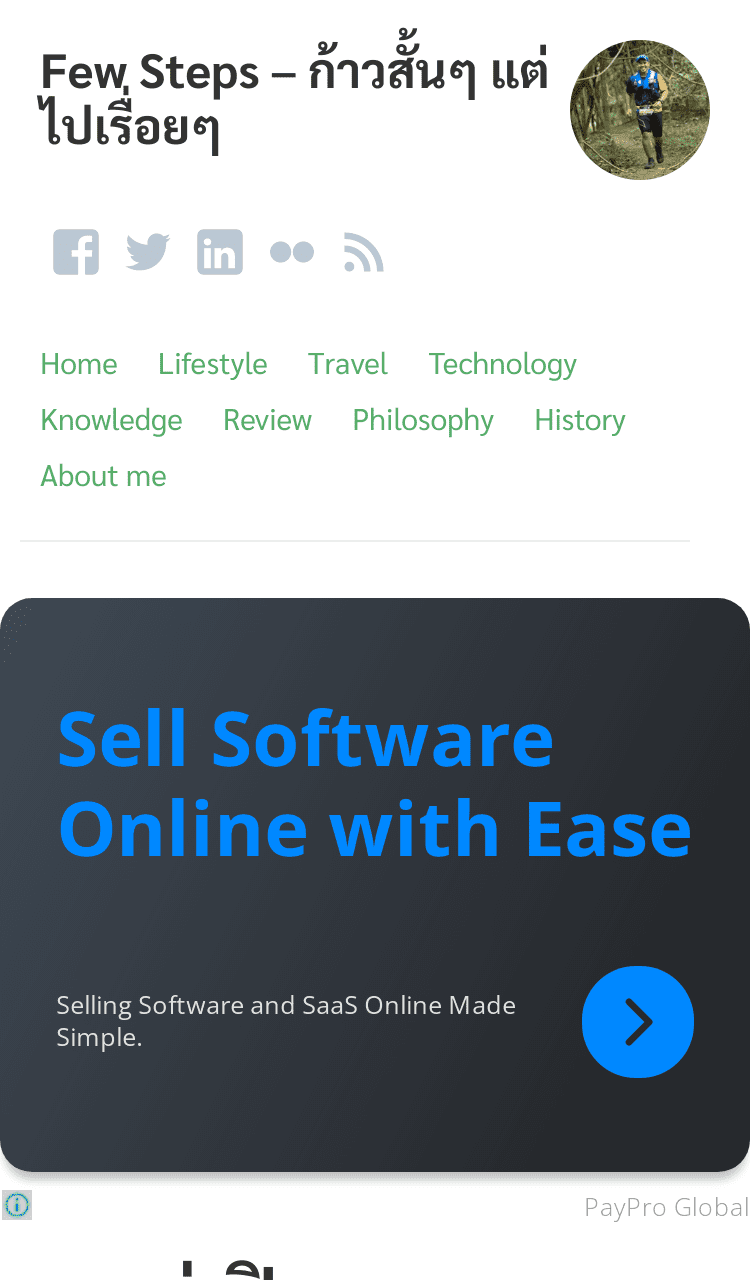 Few Steps – ก้าวสั้นๆ แต่
ไปเรื่อยๆ
Home Lifestyle Travel Technology
Knowledge Review Philosophy History
About me
Sell Software
Online with Ease
Selling Software and SaaS Online Made
Simple.
PayPro Global